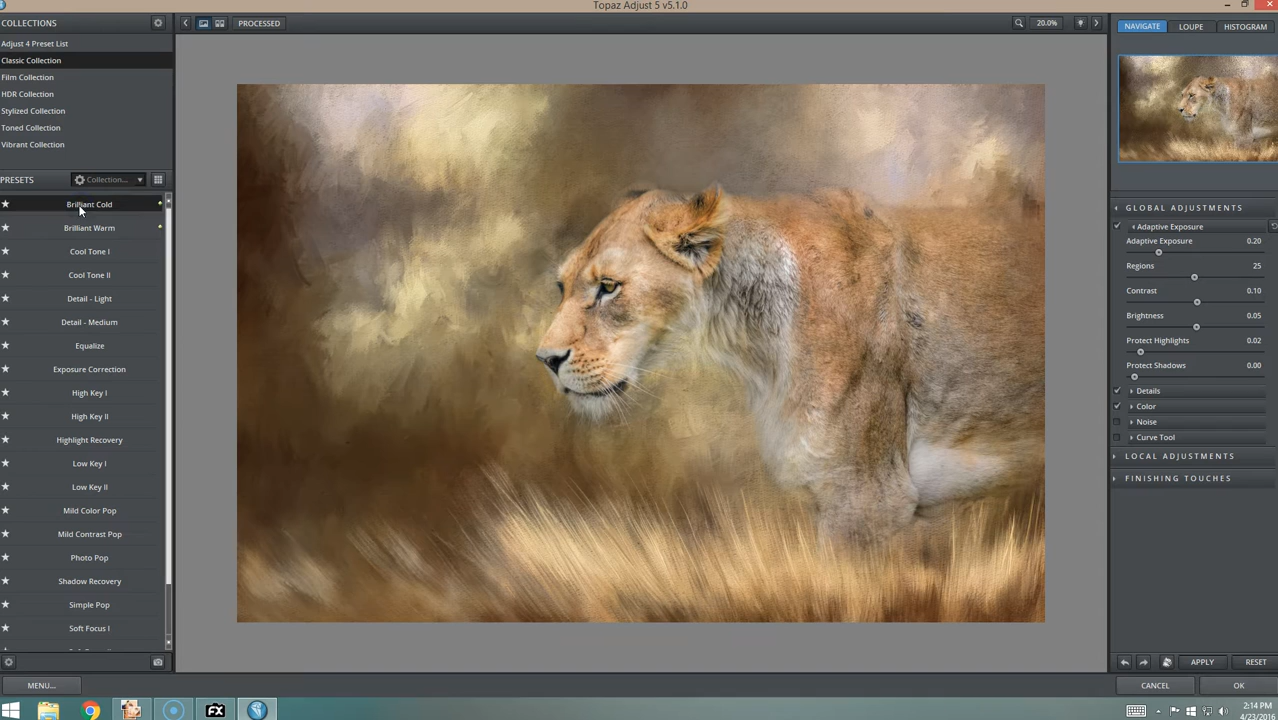 Topaz Adjust 5 v5.1.0
COLLECTIONS
PROCESSED
20.0%
NAVIGATE
LOUPE
HISTOGRAM
Adjust 4 Preset List
Classic Collection
Film Collection
HDR Collection
Stylized Collection
Toned Collection
Vibrant Collection
PRESETS
Collection...
Brilliant Cold
Brilliant Warm
Cool Tone I
Cool Tone II
Detail - Light
Detail - Medium
Equalize
Exposure Correction
High Key I
High Key II
Highlight Recovery
Low Key I
Low Key II
Mild Color Pop
Mild Contrast Pop
Photo Pop
Shadow Recovery
Simple Pop
Soft Focus I
GLOBAL ADJUSTMENTS
Adaptive Exposure
Adaptive Exposure 0.20
Regions 25
Contrast 0.10
Brightness 0.05
Protect Highlights 0.02
Protect Shadows 0.00
Details
Color
Noise
Curve Tool
LOCAL ADJUSTMENTS
FINISHING TOUCHES
APPLY
RESET
MENU...
CANCEL
OK
FX
2:14 PM
4/23/2016